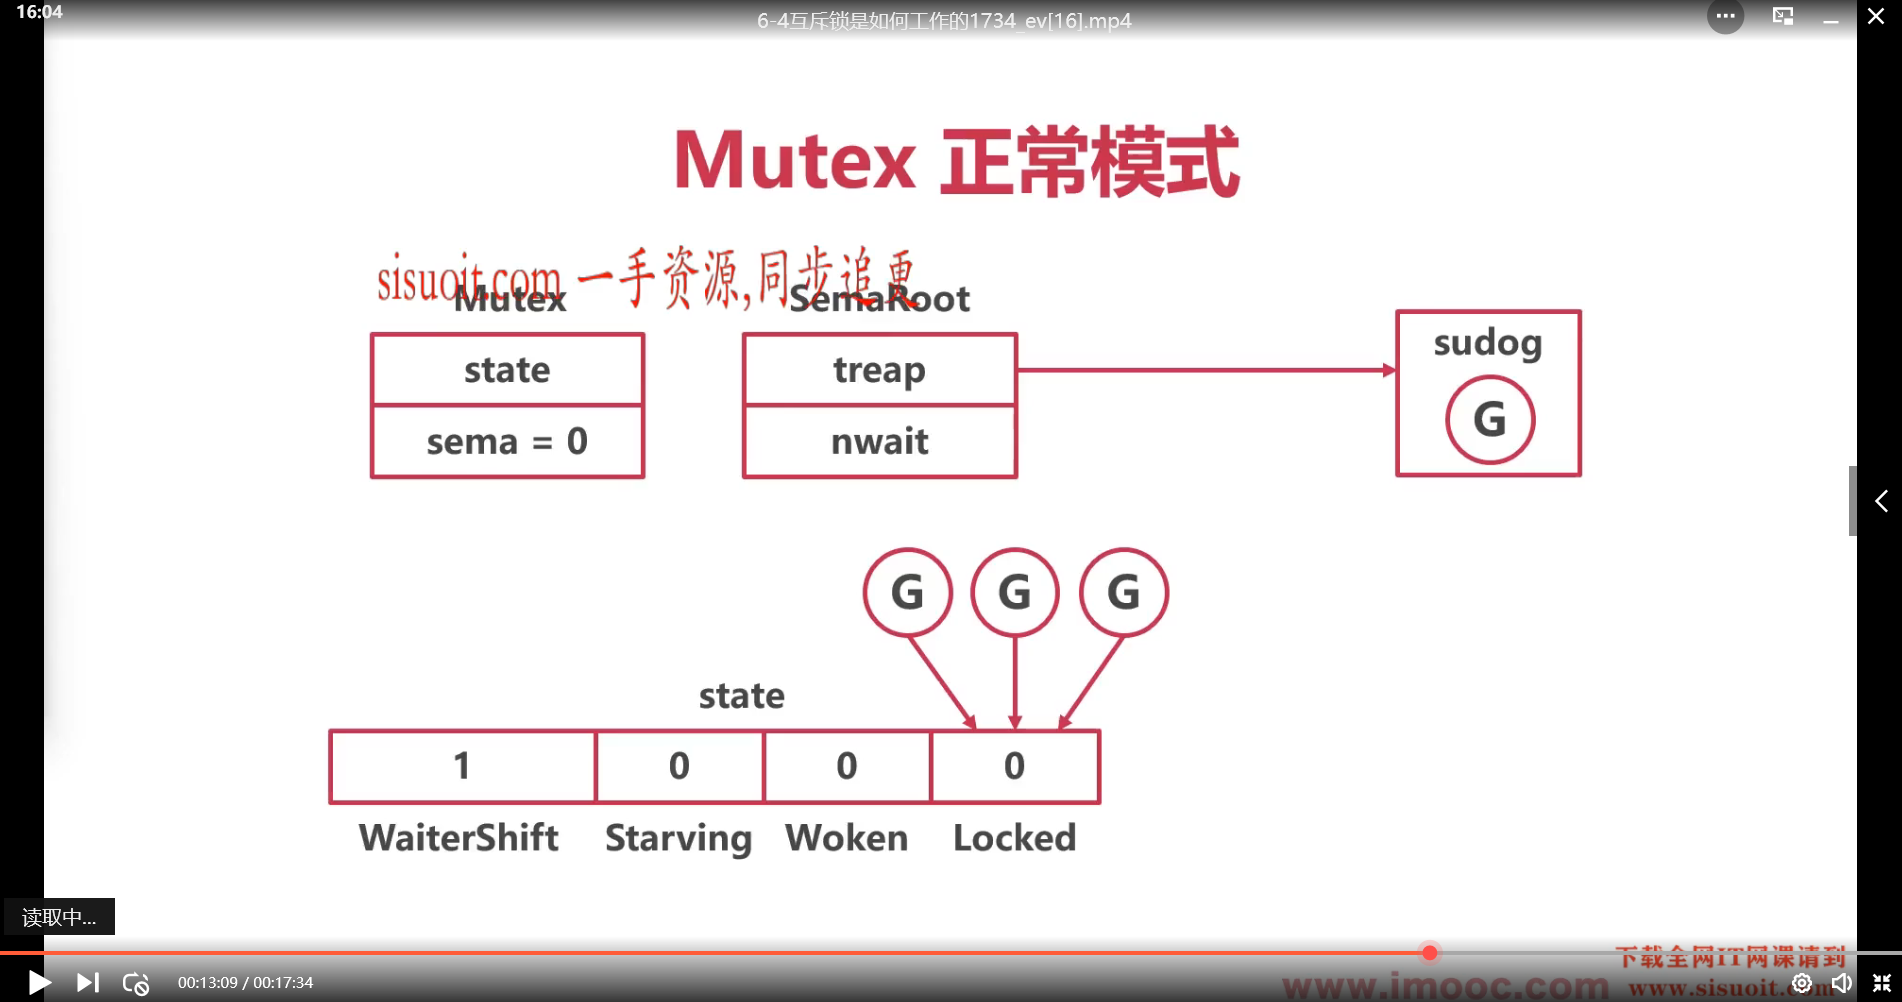 16:04
6-4互斥锁是如何工作的1734_ev[16].mp4
Mutex 正常模式
sisuoit.com 一手资源,同步追更
Mutex
SemaRoot
state
treap
sudog
G
sema = 0
nwait
G G G
state
1 0 0 0
WaiterShift Starving Woken Locked
读取中...
下载全网IT网课请到
00:13:09 / 00:17:34
www.imooc.com
www.sisuoit.com